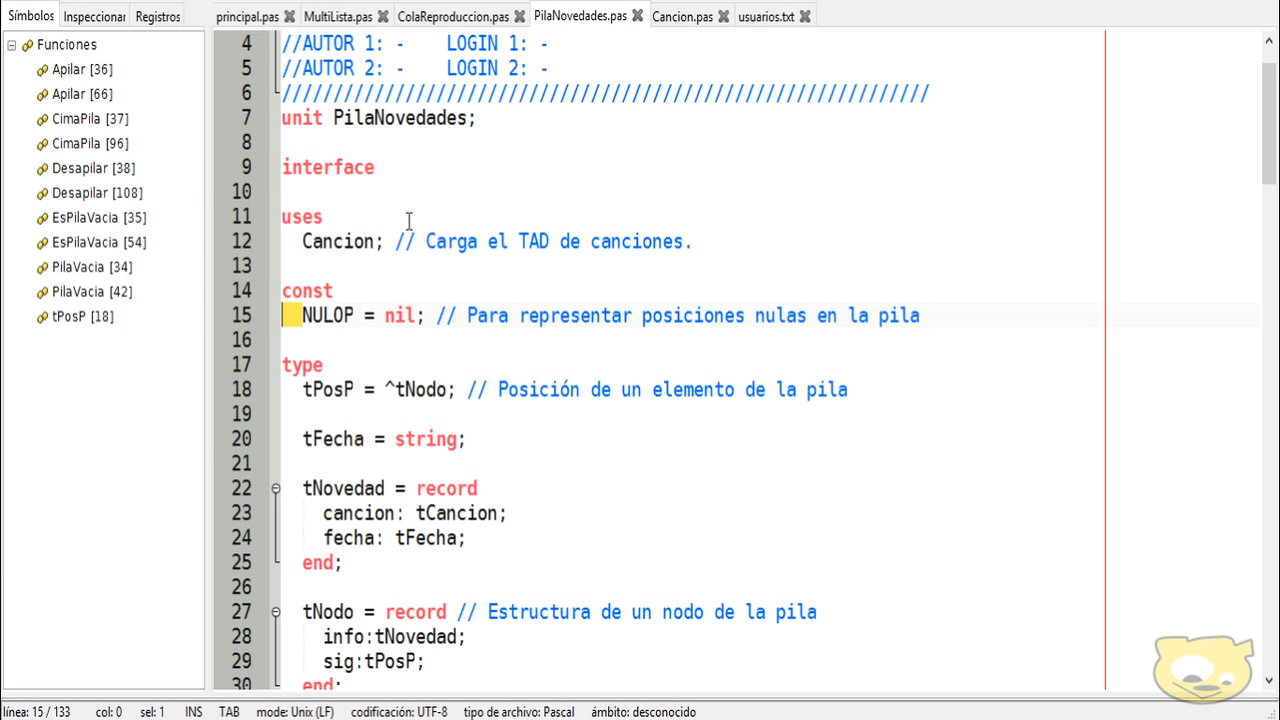 Símbolos Inspeccionar Registros principal.pas MultiLista.pas ColaReproduccion.pas PilaNovedades.pas Cancion.pas usuarios.txt
Funciones
Apilar [36]
Apilar [66]
CimaPila [37]
CimaPila [96]
Desapilar [38]
Desapilar [108]
EsPilaVacia [35]
EsPilaVacia [54]
PilaVacia [34]
PilaVacia [42]
tPosP [18]
4 //AUTOR 1: -    LOGIN 1: -
5 //AUTOR 2: -    LOGIN 2: -
6 ///////////////////////////////////////////////////////////////
7 unit PilaNovedades;
8
9 interface
10
11 uses
12   Cancion; // Carga el TAD de canciones.
13
14 const
15   NULOP = nil; // Para representar posiciones nulas en la pila
16
17 type
18   tPosP = ^tNodo; // Posición de un elemento de la pila
19
20   tFecha = string;
21
22   tNovedad = record
23     cancion: tCancion;
24     fecha: tFecha;
25   end;
26
27   tNodo = record // Estructura de un nodo de la pila
28     info:tNovedad;
29     sig:tPosP;
30   end;
línea: 15 / 133 col: 0 sel: 1 INS TAB mode: Unix (LF) codificación: UTF-8 tipo de archivo: Pascal ámbito: desconocido